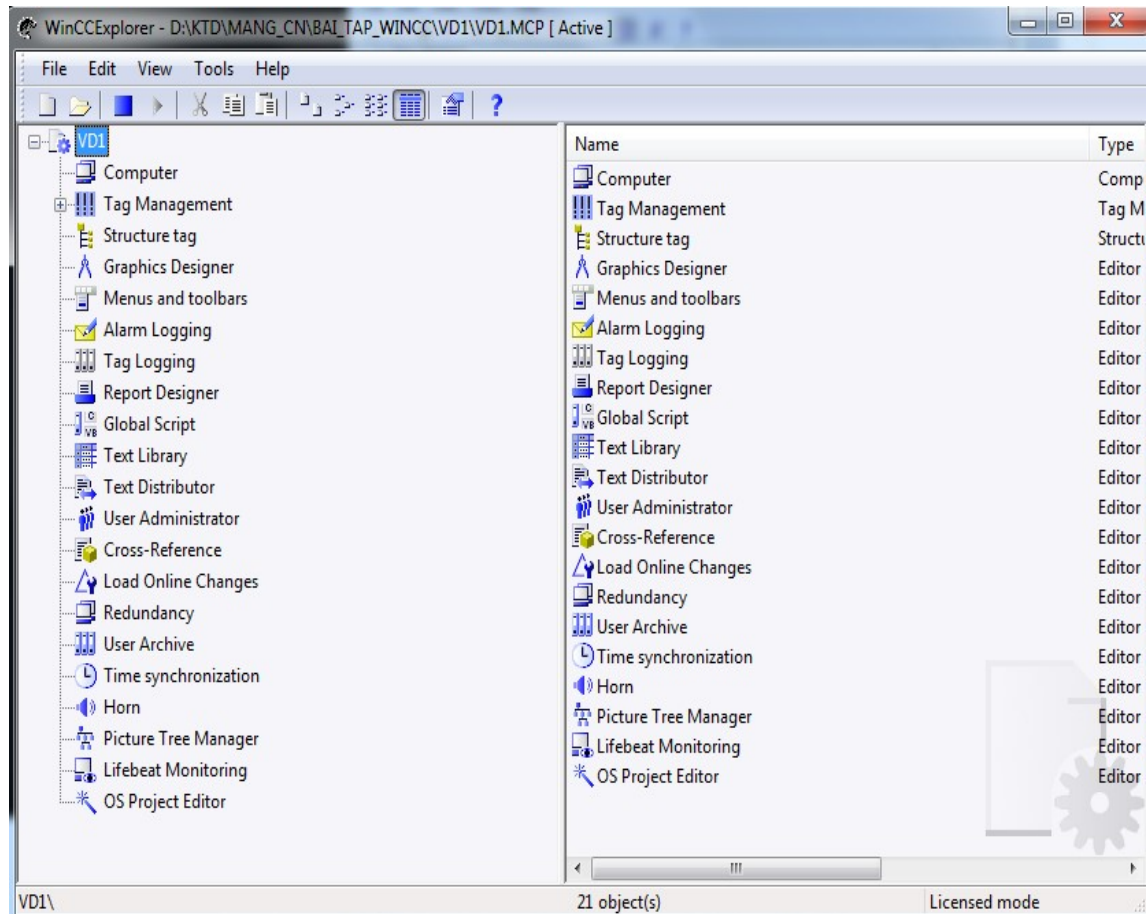 WinCCExplorer - D:\KTD\MANG_CN\BAI_TAP_WINCC\VD1\VD1.MCP [ Active ]
File Edit View Tools Help
VD1
Computer
Tag Management
Structure tag
Graphics Designer
Menus and toolbars
Alarm Logging
Tag Logging
Report Designer
Global Script
Text Library
Text Distributor
User Administrator
Cross-Reference
Load Online Changes
Redundancy
User Archive
Time synchronization
Horn
Picture Tree Manager
Lifebeat Monitoring
OS Project Editor
Name Type
Computer Comp
Tag Management Tag M
Structure tag Structu
Graphics Designer Editor
Menus and toolbars Editor
Alarm Logging Editor
Tag Logging Editor
Report Designer Editor
Global Script Editor
Text Library Editor
Text Distributor Editor
User Administrator Editor
Cross-Reference Editor
Load Online Changes Editor
Redundancy Editor
User Archive Editor
Time synchronization Editor
Horn Editor
Picture Tree Manager Editor
Lifebeat Monitoring Editor
OS Project Editor Editor
VD1\ 21 object(s) Licensed mode